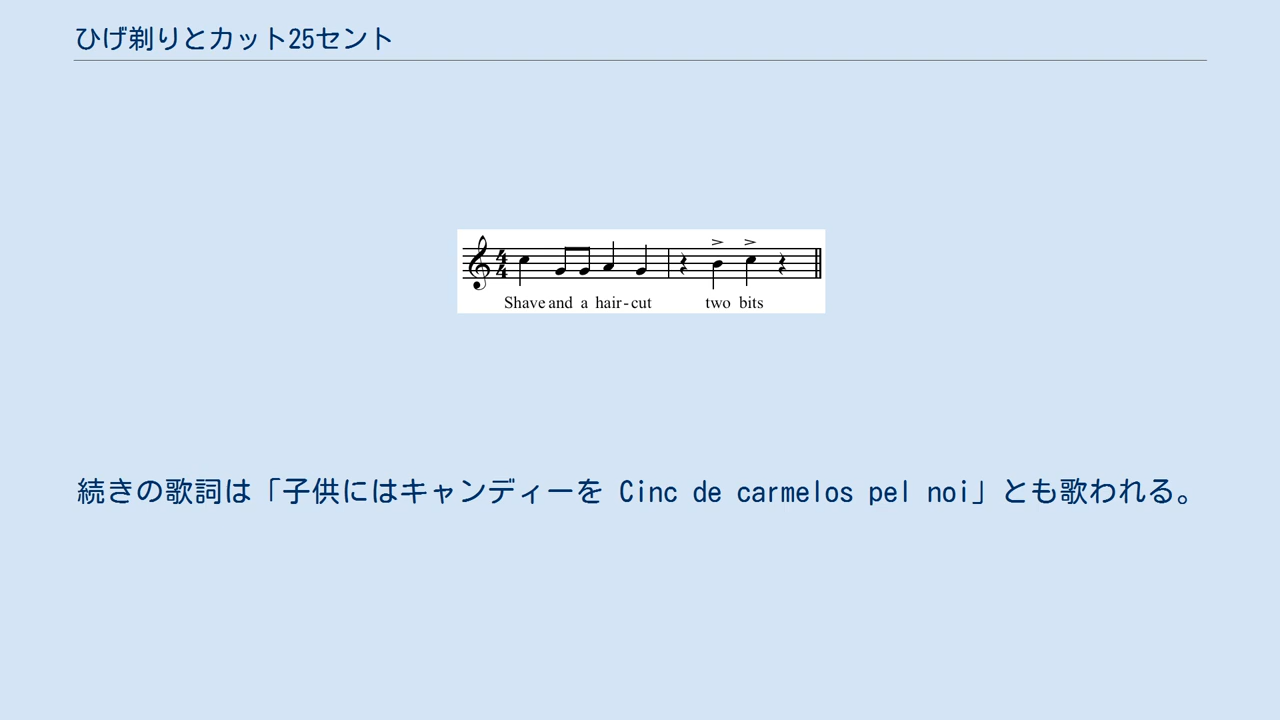 ひげ剃りとカット25セント
Shave and a hair-cut two bits
続きの歌詞は「子供にはキャンディーを Cinc de carmelos pel noi」とも歌われる。